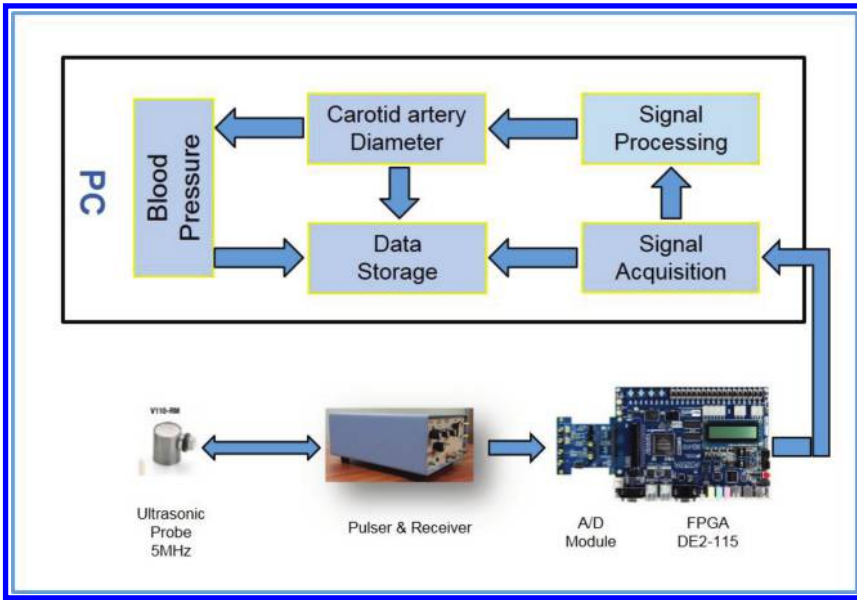 PC
Blood
Pressure
Carotid artery
Diameter
Signal
Processing
Data
Storage
Signal
Acquisition
V110-RM
Ultrasonic
Probe
5MHz
Pulser & Receiver
A/D
Module
FPGA
DE2-115